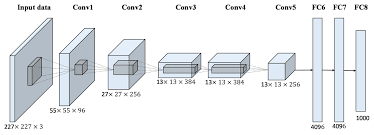 Input data Conv1 Conv2 Conv3 Conv4 Conv5 FC6 FC7 FC8
227× 227 × 3
55× 55 × 96
27× 27 × 256
13× 13 × 384
13× 13 × 384
13× 13 × 256
4096
4096
1000